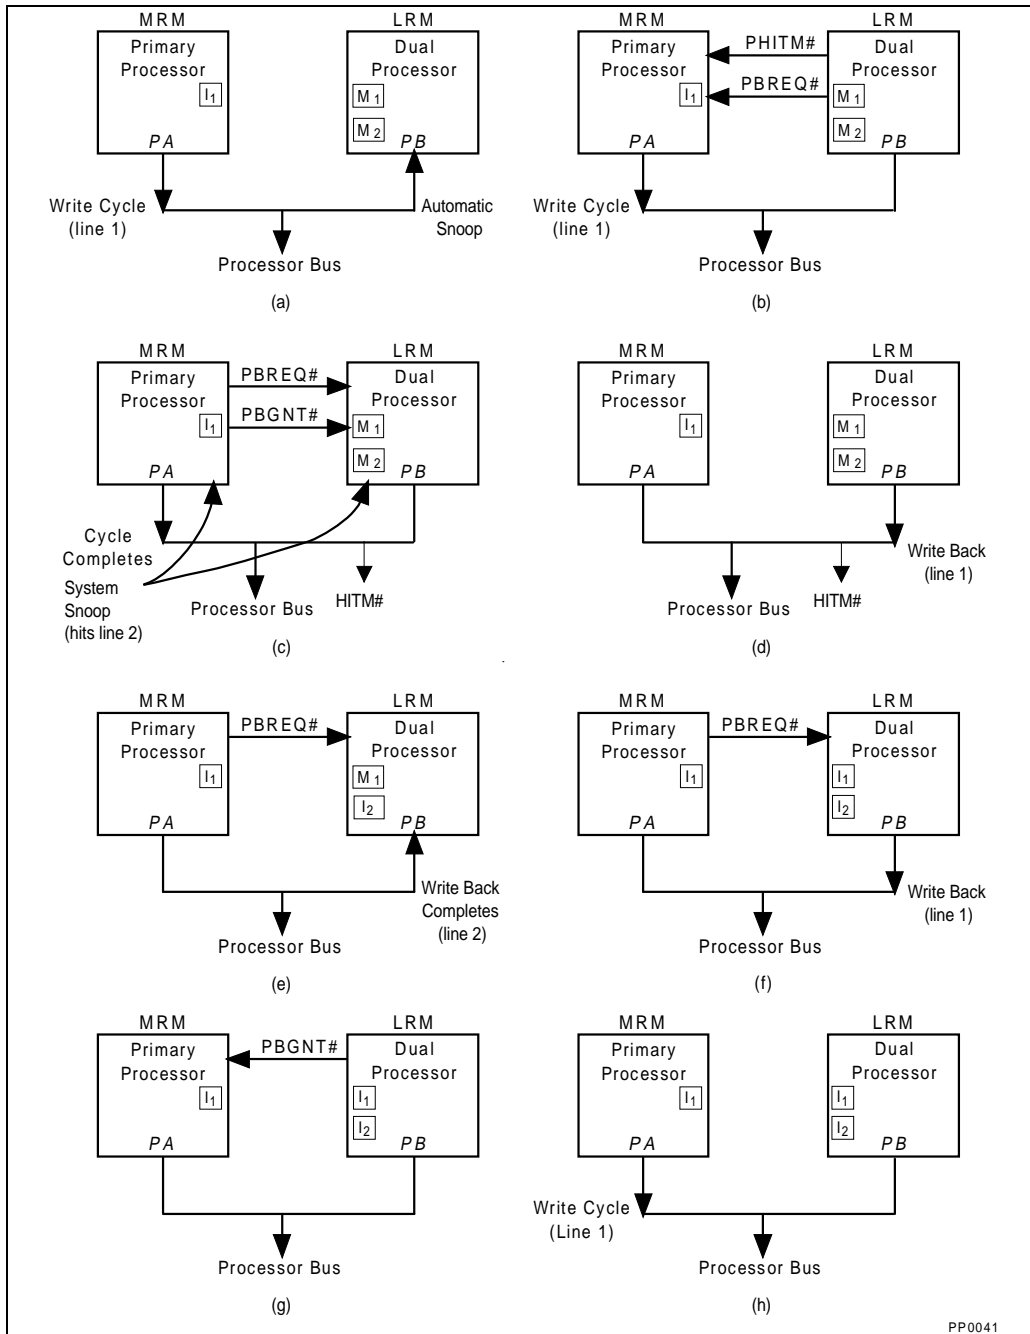 MRM LRM
Primary Processor I1 PA
Dual Processor M1 M2 PB
Write Cycle (line 1)
Automatic Snoop
Processor Bus
(a)
MRM LRM
Primary Processor I1 PA
PHITM#
PBREQ#
Dual Processor M1 M2 PB
Write Cycle (line 1)
Processor Bus
(b)
MRM LRM
Primary Processor I1 PA
PBREQ#
PBGNT#
Dual Processor M1 M2 PB
Cycle Completes
System Snoop (hits line 2)
Processor Bus
HITM#
(c)
MRM LRM
Primary Processor I1 PA
Dual Processor M1 M2 PB
Write Back (line 1)
Processor Bus
HITM#
(d)
MRM LRM
Primary Processor I1 PA
PBREQ#
Dual Processor M1 I2 PB
Write Back Completes (line 2)
Processor Bus
(e)
MRM LRM
Primary Processor I1 PA
PBREQ#
Dual Processor I1 I2 PB
Write Back (line 1)
Processor Bus
(f)
MRM LRM
Primary Processor I1 PA
PBGNT#
Dual Processor I1 I2 PB
Processor Bus
(g)
MRM LRM
Primary Processor I1 PA
Dual Processor I1 I2 PB
Write Cycle (Line 1)
Processor Bus
(h)
PP0041